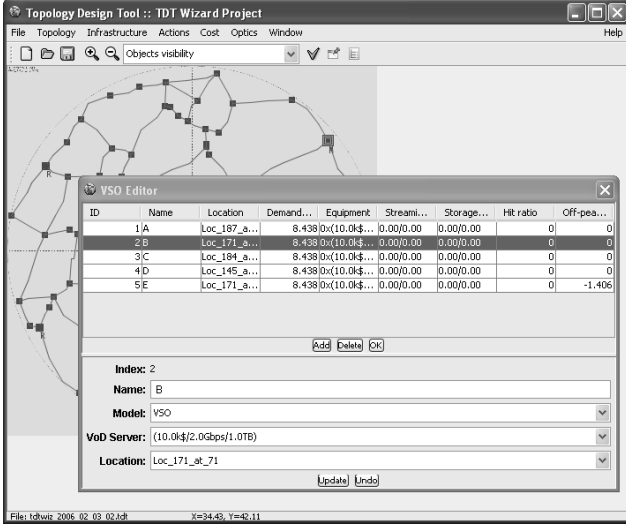 Topology Design Tool :: TDT Wizard Project
File Topology Infrastructure Actions Cost Optics Window Help
Objects visibility
R
R
VSO Editor
ID Name Location Demand... Equipment Streami... Storage... Hit ratio Off-pea...
1 A Loc_187_a... 8.438 0x(10.0k$... 0.00/0.00 0.00/0.00 0 0
2 B Loc_171_a... 8.438 0x(10.0k$... 0.00/0.00 0.00/0.00 0 0
3 C Loc_184_a... 8.438 0x(10.0k$... 0.00/0.00 0.00/0.00 0 0
4 D Loc_145_a... 8.438 0x(10.0k$... 0.00/0.00 0.00/0.00 0 0
5 E Loc_171_a... 8.438 0x(10.0k$... 0.00/0.00 0.00/0.00 0 -1.406
R
Add Delete OK
Index: 2
Name: B
Model: VSO
VoD Server: (10.0k$/2.0Gbps/1.0TB)
Location: Loc_171_at_71
Update Undo
File: tdtwiz_2006_02_03_02.tdt X=34.43, Y=42.11